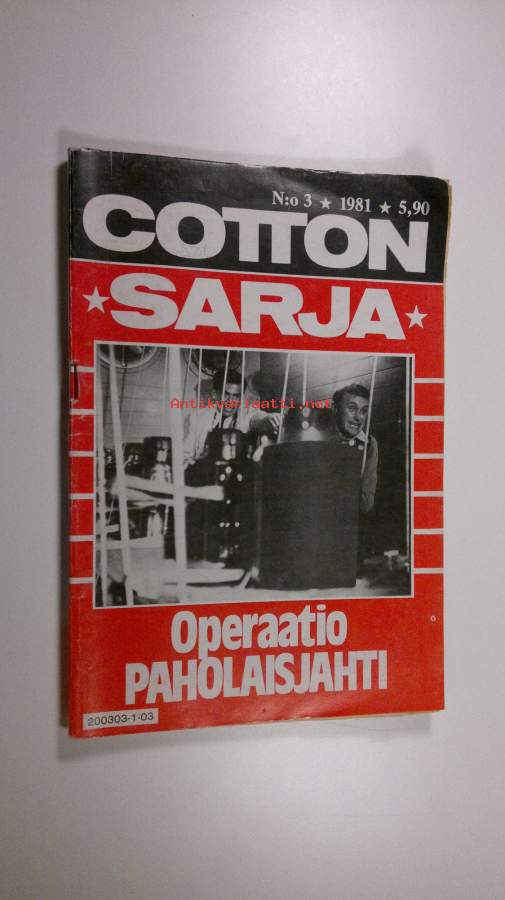 N:o 3 ★ 1981 ★ 5,90
COTTON
★SARJA★
Antikvariaatti.net
Operaatio
PAHOLAISJAHTI
200303-1-03